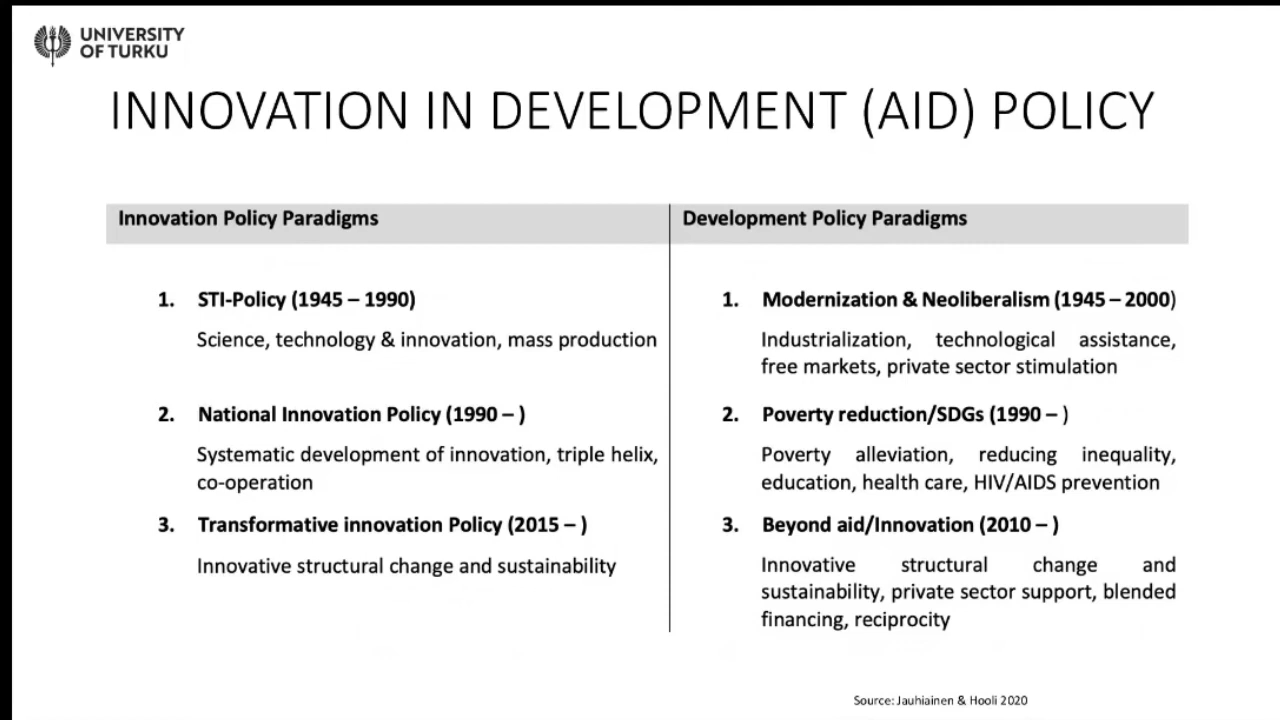 UNIVERSITY
OF TURKU
INNOVATION IN DEVELOPMENT (AID) POLICY
Innovation Policy Paradigms
1. STI-Policy (1945 – 1990)
Science, technology & innovation, mass production
2. National Innovation Policy (1990 – )
Systematic development of innovation, triple helix,
co-operation
3. Transformative innovation Policy (2015 – )
Innovative structural change and sustainability
Development Policy Paradigms
1. Modernization & Neoliberalism (1945 – 2000)
Industrialization, technological assistance,
free markets, private sector stimulation
2. Poverty reduction/SDGs (1990 – )
Poverty alleviation, reducing inequality,
education, health care, HIV/AIDS prevention
3. Beyond aid/Innovation (2010 – )
Innovative structural change and
sustainability, private sector support, blended
financing, reciprocity
Source: Jauhiainen & Hooli 2020